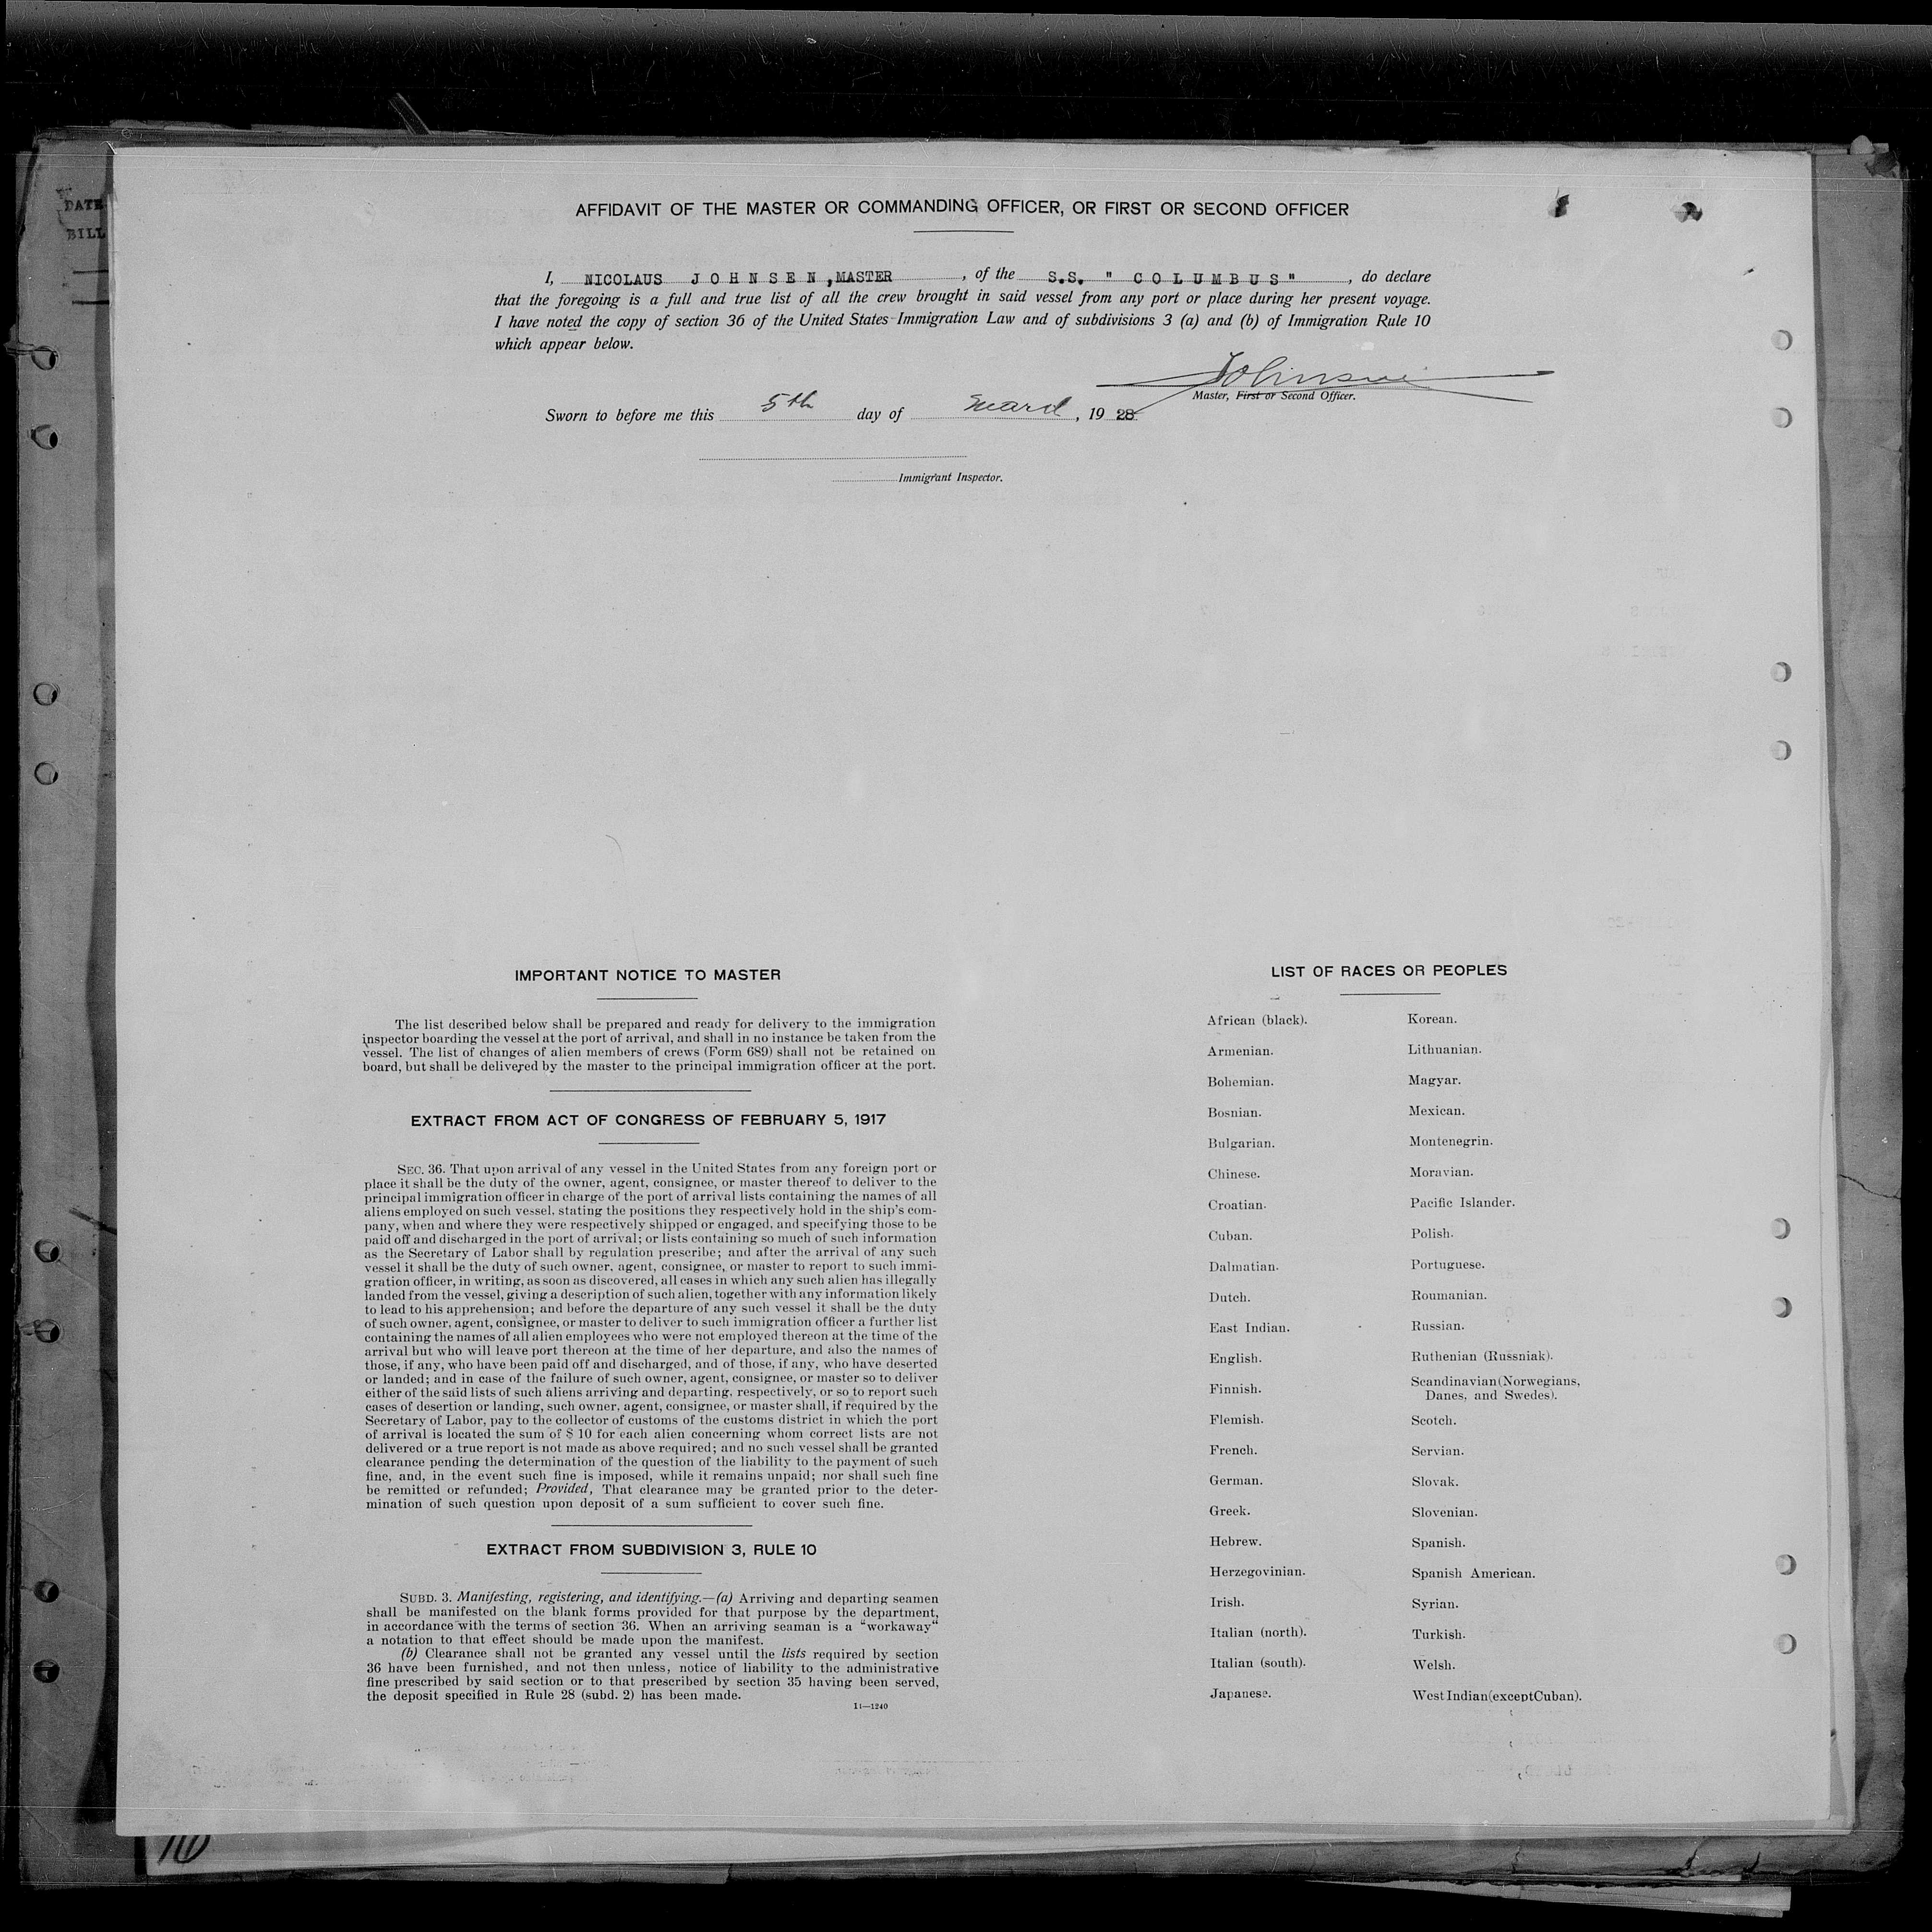 DATE
BILL
AFFIDAVIT OF THE MASTER OR COMMANDING OFFICER, OR FIRST OR SECOND OFFICER
I, NICOLAUS J O H N S E N ,MASTER , of the S.S. " C O L U M B U S " , do declare
that the foregoing is a full and true list of all the crew brought in said vessel from any port or place during her present voyage.
I have noted the copy of section 36 of the United States Immigration Law and of subdivisions 3 (a) and (b) of Immigration Rule 10
which appear below.
Johnsen
Master, First or Second Officer.
Sworn to before me this 5th day of March, 19 28
Immigrant Inspector.
IMPORTANT NOTICE TO MASTER
The list described below shall be prepared and ready for delivery to the immigration
inspector boarding the vessel at the port of arrival, and shall in no instance be taken from the
vessel. The list of changes of alien members of crews (Form 689) shall not be retained on
board, but shall be delivered by the master to the principal immigration officer at the port.
EXTRACT FROM ACT OF CONGRESS OF FEBRUARY 5, 1917
SEC. 36. That upon arrival of any vessel in the United States from any foreign port or
place it shall be the duty of the owner, agent, consignee, or master thereof to deliver to the
principal immigration officer in charge of the port of arrival lists containing the names of all
aliens employed on such vessel, stating the positions they respectively hold in the ship's com-
pany, when and where they were respectively shipped or engaged, and specifying those to be
paid off and discharged in the port of arrival; or lists containing so much of such information
as the Secretary of Labor shall by regulation prescribe; and after the arrival of any such
vessel it shall be the duty of such owner, agent, consignee, or master to report to such immi-
gration officer, in writing, as soon as discovered, all cases in which any such alien has illegally
landed from the vessel, giving a description of such alien, together with any information likely
to lead to his apprehension; and before the departure of any such vessel it shall be the duty
of such owner, agent, consignee, or master to deliver to such immigration officer a further list
containing the names of all alien employees who were not employed thereon at the time of the
arrival but who will leave port thereon at the time of her departure, and also the names of
those, if any, who have been paid off and discharged, and of those, if any, who have deserted
or landed; and in case of the failure of such owner, agent, consignee, or master so to deliver
either of the said lists of such aliens arriving and departing, respectively, or so to report such
cases of desertion or landing, such owner, agent, consignee, or master shall, if required by the
Secretary of Labor, pay to the collector of customs of the customs district in which the port
of arrival is located the sum of $ 10 for each alien concerning whom correct lists are not
delivered or a true report is not made as above required; and no such vessel shall be granted
clearance pending the determination of the question of the liability to the payment of such
fine, and, in the event such fine is imposed, while it remains unpaid; nor shall such fine
be remitted or refunded; Provided, That clearance may be granted prior to the deter-
mination of such question upon deposit of a sum sufficient to cover such fine.
EXTRACT FROM SUBDIVISION 3, RULE 10
SUBD. 3. Manifesting, registering, and identifying.—(a) Arriving and departing seamen
shall be manifested on the blank forms provided for that purpose by the department,
in accordance with the terms of section 36. When an arriving seaman is a "workaway"
a notation to that effect should be made upon the manifest.
(b) Clearance shall not be granted any vessel until the lists required by section
36 have been furnished, and not then unless, notice of liability to the administrative
fine prescribed by said section or to that prescribed by section 35 having been served,
the deposit specified in Rule 28 (subd. 2) has been made.
11—1240
LIST OF RACES OR PEOPLES
African (black).
Armenian.
Bohemian.
Bosnian.
Bulgarian.
Chinese.
Croatian.
Cuban.
Dalmatian.
Dutch.
East Indian.
English.
Finnish.
Flemish.
French.
German.
Greek.
Hebrew.
Herzegovinian.
Irish.
Italian (north).
Italian (south).
Japanese.
Korean.
Lithuanian.
Magyar.
Mexican.
Montenegrin.
Moravian.
Pacific Islander.
Polish.
Portuguese.
Roumanian.
Russian.
Ruthenian (Russniak).
Scandinavian(Norwegians,
Danes, and Swedes).
Scotch.
Servian.
Slovak.
Slovenian.
Spanish.
Spanish American.
Syrian.
Turkish.
Welsh.
West Indian(exceptCuban).